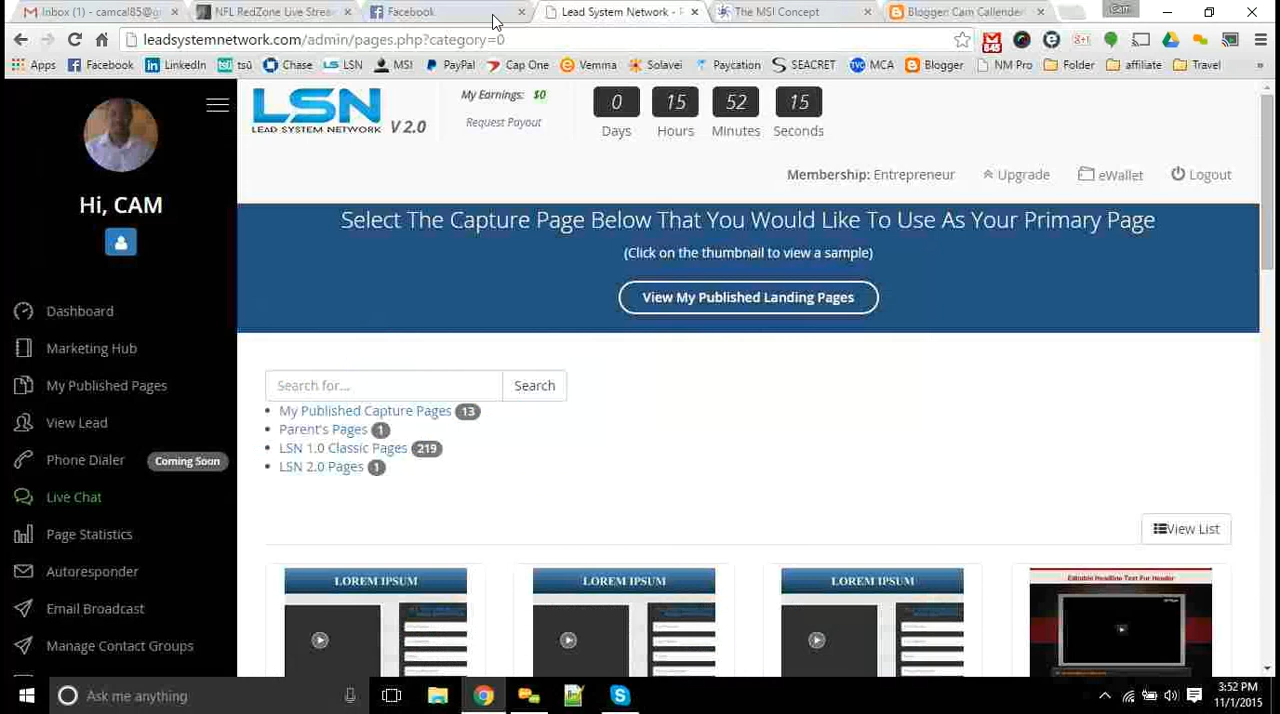 Inbox (1) - camcal85@g
NFL RedZone Live Strea
Facebook
Lead System Network -
The MSI Concept
Blogger: Cam Callender
Cam
leadsystemnetwork.com/admin/pages.php?category=0
645
Apps
Facebook
LinkedIn
tsū
Chase
LSN
MSI
PayPal
Cap One
Vemma
Solavei
Paycation
SEACRET
MCA
Blogger
NM Pro
Folder
affiliate
Travel
»
LSN
LEAD SYSTEM NETWORK
V 2.0
My Earnings: $0
Request Payout
0 15 52 15
Days Hours Minutes Seconds
Membership: Entrepreneur
Upgrade
eWallet
Logout
Hi, CAM
Dashboard
Marketing Hub
My Published Pages
View Lead
Phone Dialer
Coming Soon
Live Chat
Page Statistics
Autoresponder
Email Broadcast
Manage Contact Groups
Select The Capture Page Below That You Would Like To Use As Your Primary Page
(Click on the thumbnail to view a sample)
View My Published Landing Pages
Search for...
Search
My Published Capture Pages 13
Parent's Pages 1
LSN 1.0 Classic Pages 219
LSN 2.0 Pages 1
View List
LOREM IPSUM
LOREM IPSUM
LOREM IPSUM
Editable Headline Text For Header
Ask me anything
3:52 PM
11/1/2015